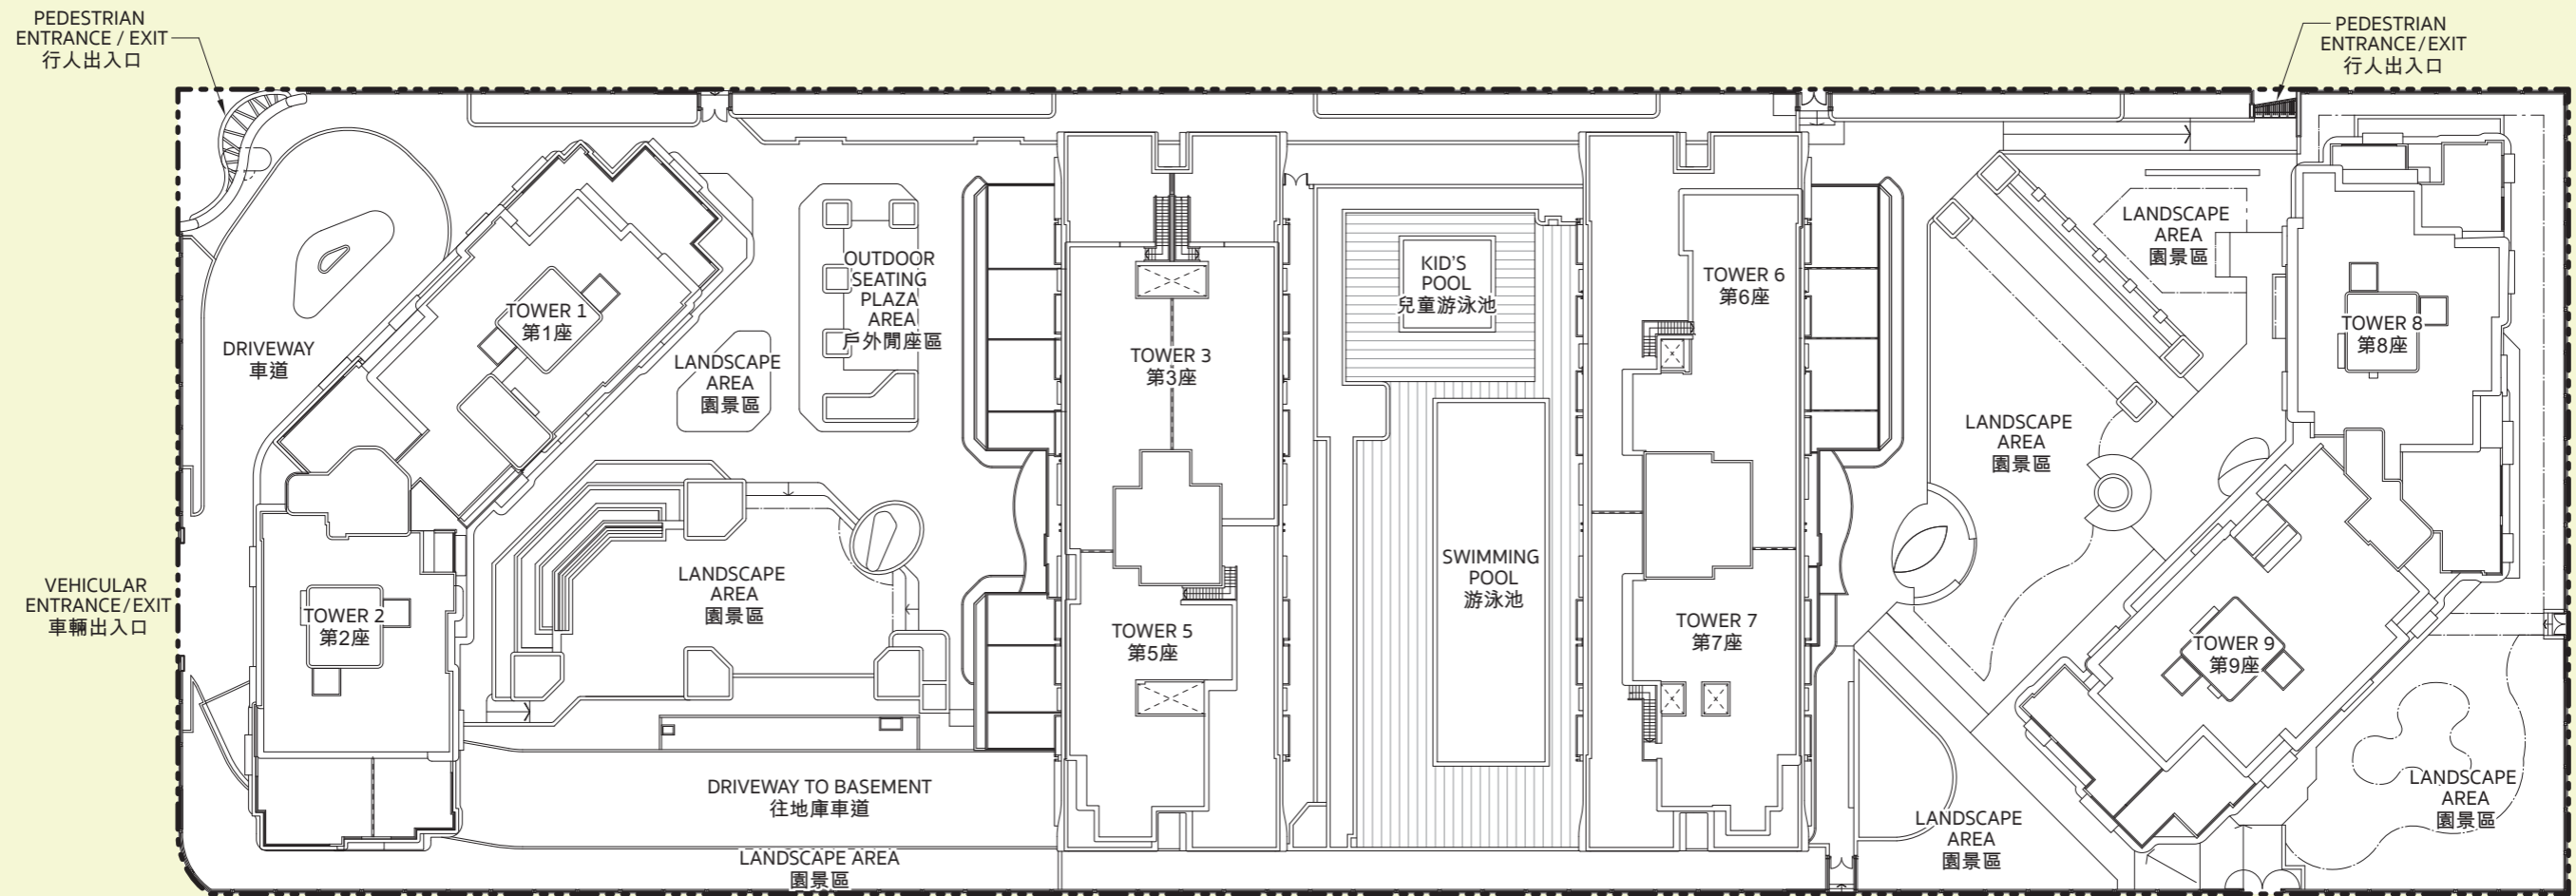 PEDESTRIAN
ENTRANCE / EXIT
行人出入口
PEDESTRIAN
ENTRANCE/EXIT
行人出入口
DRIVEWAY
車道
TOWER 1
第1座
LANDSCAPE
AREA
園景區
OUTDOOR
SEATING
PLAZA
AREA
戶外閒座區
TOWER 3
第3座
KID'S
POOL
兒童游泳池
TOWER 6
第6座
LANDSCAPE
AREA
園景區
TOWER 8
第8座
LANDSCAPE
AREA
園景區
VEHICULAR
ENTRANCE/EXIT
車輛出入口
TOWER 2
第2座
LANDSCAPE
AREA
園景區
TOWER 5
第5座
SWIMMING
POOL
游泳池
TOWER 7
第7座
TOWER 9
第9座
DRIVEWAY TO BASEMENT
往地庫車道
LANDSCAPE AREA
園景區
LANDSCAPE
AREA
園景區
LANDSCAPE
AREA
園景區